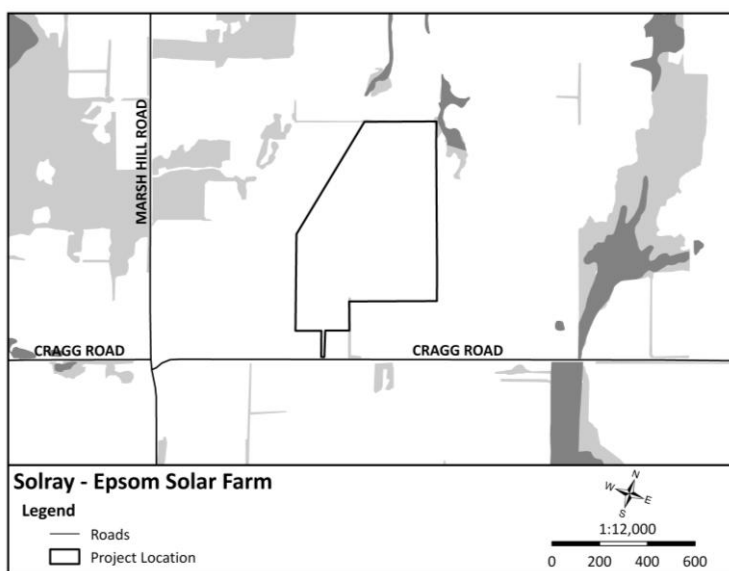 MARSH HILL ROAD
CRAGG ROAD
CRAGG ROAD
Solray - Epsom Solar Farm
Legend
Roads
Project Location
N
W
E
S
1:12,000
0 200 400 600